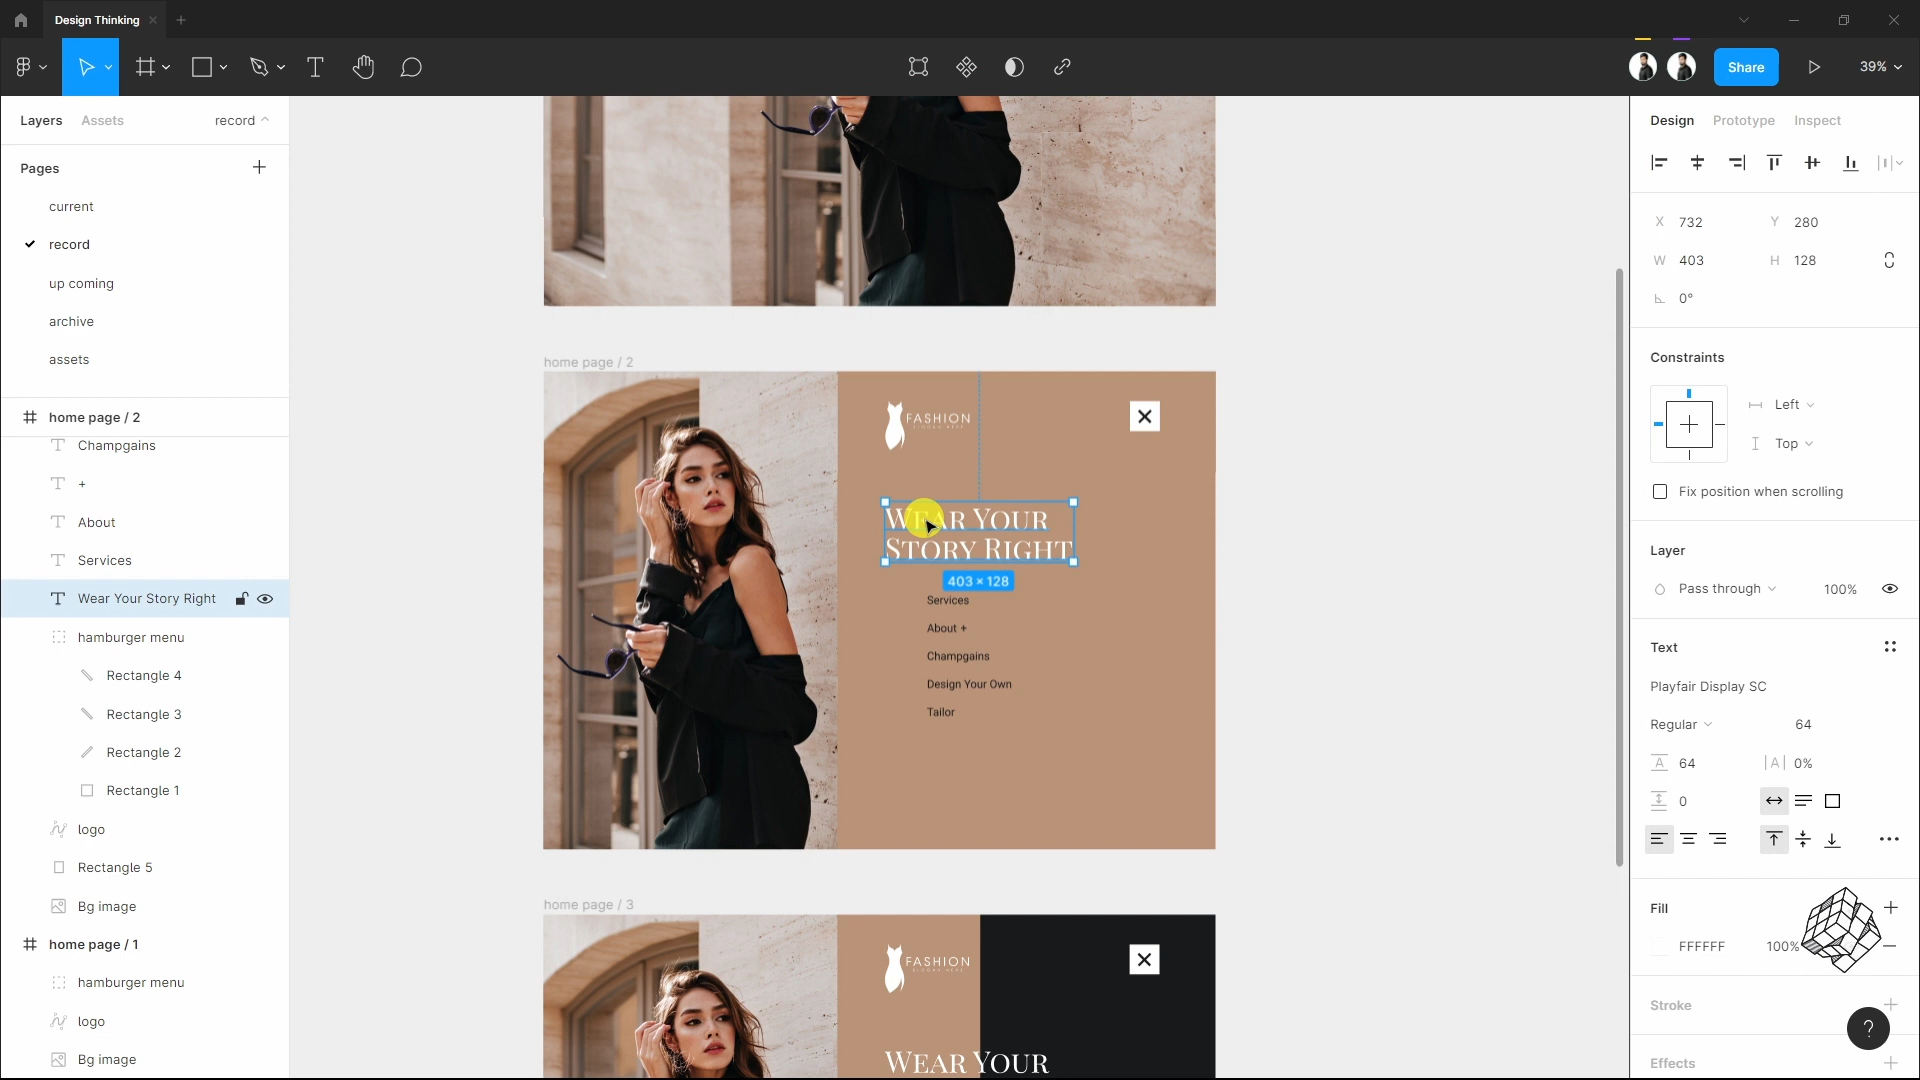 Design Thinking
Share
39%
Layers
Assets
record
Pages
current
record
up coming
archive
assets
home page / 2
Champgains
+
About
Services
Wear Your Story Right
hamburger menu
Rectangle 4
Rectangle 3
Rectangle 2
Rectangle 1
logo
Rectangle 5
Bg image
home page / 1
hamburger menu
logo
Bg image
home page / 2
FASHION
Wear Your
Story Right
403 × 128
Services
About +
Champgains
Design Your Own
Tailor
home page / 3
FASHION
Wear Your
Design
Prototype
Inspect
X 732
Y 280
W 403
H 128
0°
Constraints
Left
Top
Fix position when scrolling
Layer
Pass through
100%
Text
Playfair Display SC
Regular
64
A 64
|A| 0%
0
Fill
FFFFFF
100%
Stroke
?
Effects